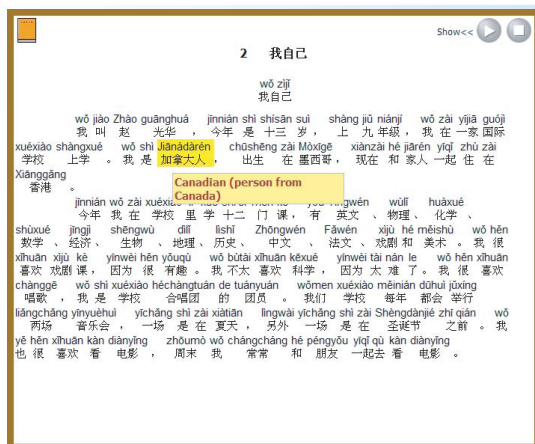 Show<<
2 我自己
wǒ zìjǐ
我自己
wǒ jiào Zhào guānghuá jīnnián shì shísān suì shàng jiǔ niánjí wǒ zài yījiā guójì
我 叫 赵 光华 ， 今年 是 十三 岁 ， 上 九 年级 ， 我 在 一家 国际
xuéxiào shàngxué wǒ shì Jiānádàrén chūshēng zài Mòxīgē xiànzài hé jiārén yīqǐ zhù zài
学校 上学 。 我 是 加拿大人 ， 出生 在 墨西哥 ， 现在 和 家人 一起 住 在
Xiānggǎng
香港 。
Canadian (person from
Canada)
jīnnián wǒ zài wùlǐ huàxué
今年 我 在 学校 里 学 十二 门 课 ， 有 英文 、 物理 、 化学 、
shùxué jīngjì shēngwù dìlǐ lìshǐ Zhōngwén Fǎwén xìjù hé měishù wǒ hěn
数学 、 经济 、 生物 、 地理 、 历史 、 中文 、 法文 、 戏剧 和 美术 。 我 很
xǐhuān xìjù kè yīnwèi hěn yǒuqù wǒ bùtài xǐhuān kēxué yīnwèi tài nán le wǒ hěn xǐhuān
喜欢 戏剧 课 ， 因为 很 有趣 。 我 不太 喜欢 科学 ， 因为 太 难 了 。 我 很 喜欢
chànggē wǒ shì xuéxiào héchàngtuán de tuányuán wǒmen xuéxiào měinián dūhuì jǔxíng
唱歌 ， 我 是 学校 合唱团 的 团员 。 我们 学校 每年 都会 举行
liǎngchǎng yīnyuèhuì yīchǎng shì zài xiàtiān lìngwài yīchǎng shì zài Shèngdànjié zhī qián wǒ
两场 音乐会 ， 一场 是 在 夏天 ， 另外 一场 是 在 圣诞节 之前 。 我
yě hěn xǐhuān kàn diànyǐng zhōumò wǒ chángcháng hé péngyǒu yīqǐ qù kàn diànyǐng
也 很 喜欢 看 电影 ， 周末 我 常常 和 朋友 一起 去 看 电影 。